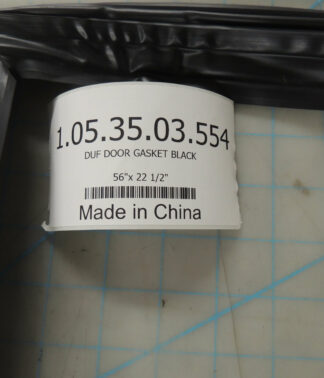 1.05.35.03.554
DUF DOOR GASKET BLACK
56"x 22 1/2"
Made in China